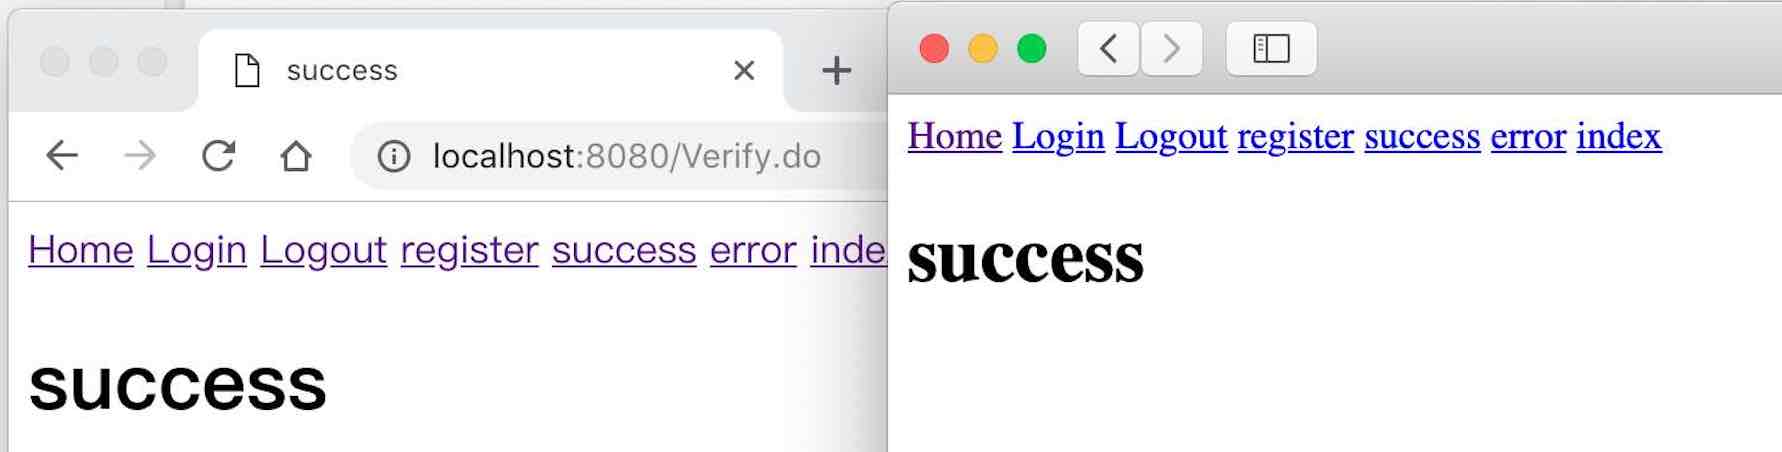 success
localhost:8080/Verify.do
Home Login Logout register success error
success
Home Login Logout register success error index
success